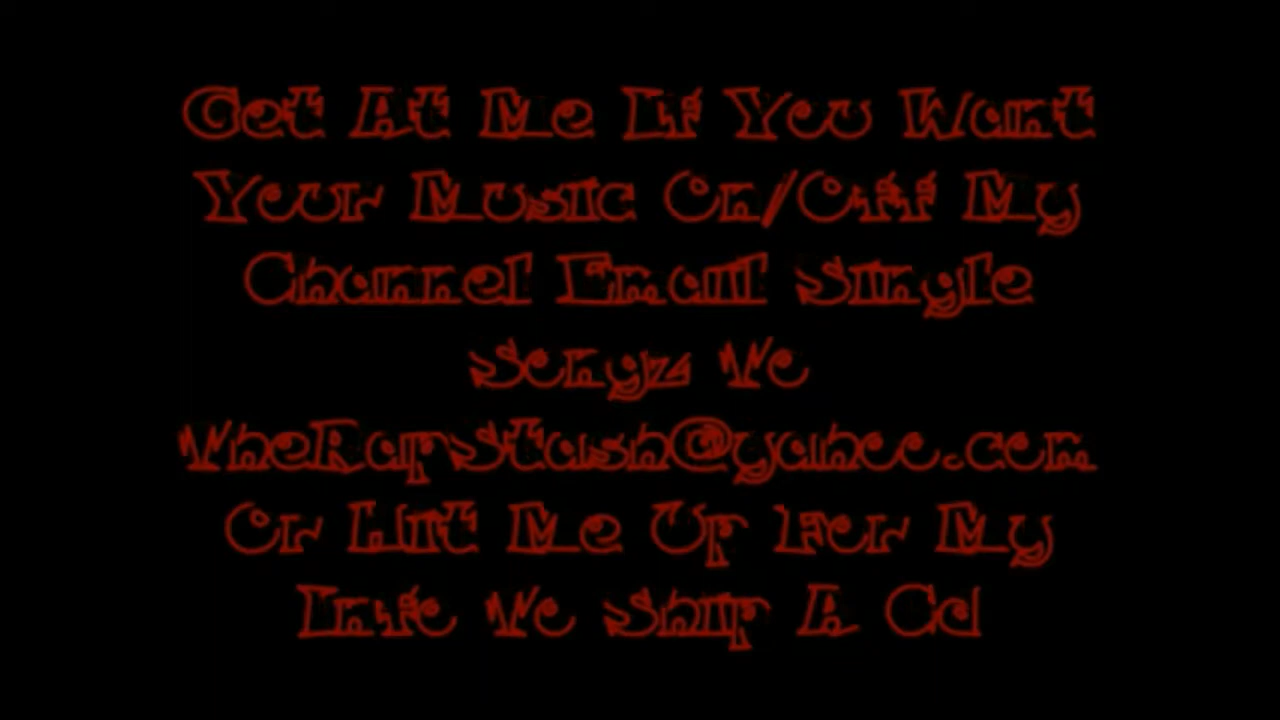 Get At Me If You Want
Your Music On/Off My
Channel Email Single
Songz To
TheRapStash@yahoo.com
Or Hit Me Up For My
Info To Ship A Cd